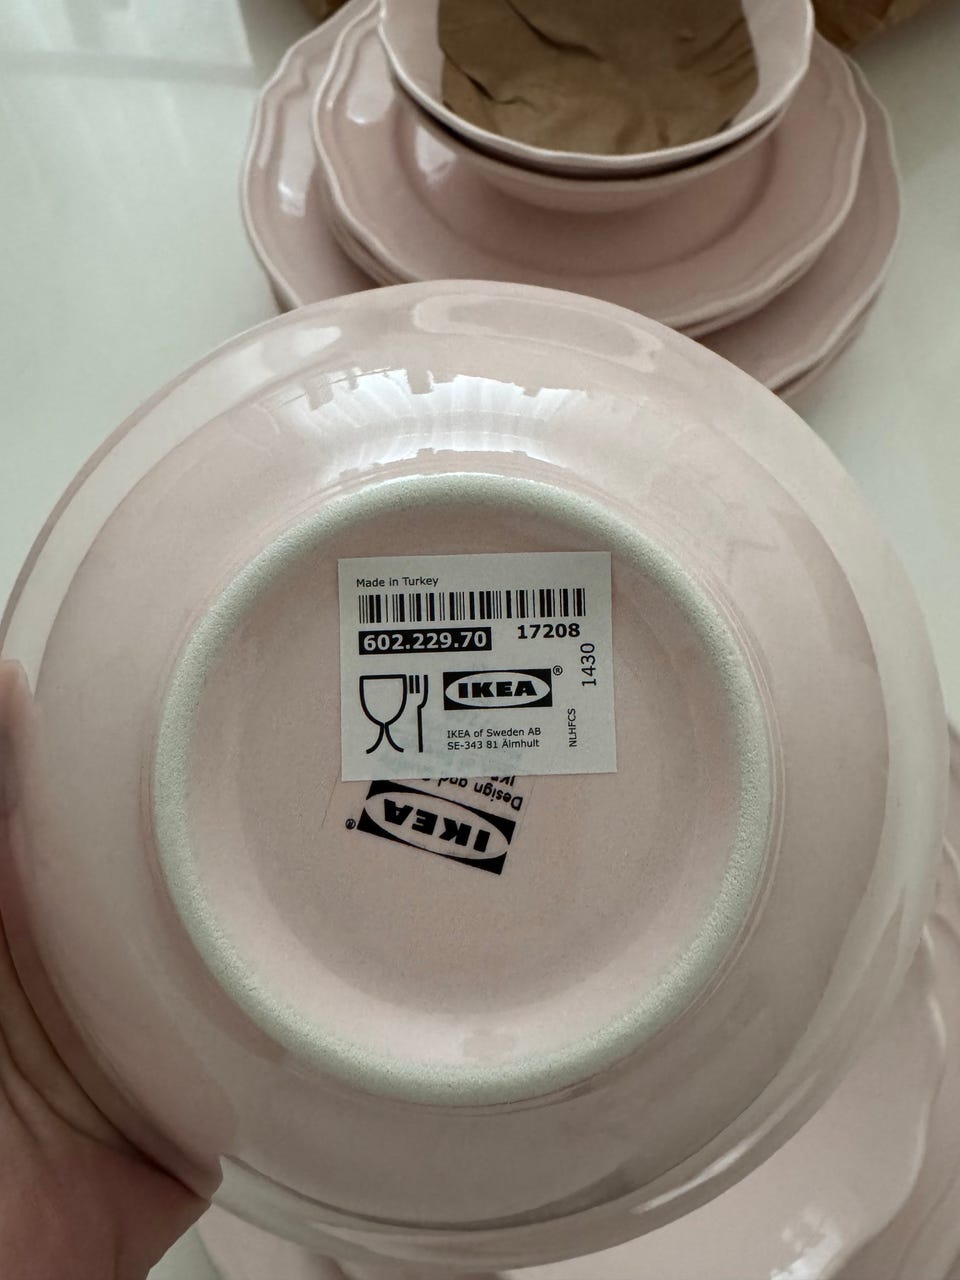 Made in Turkey
602.229.70
17208
1430
IKEA®
IKEA of Sweden AB
SE-343 81 Älmhult
NLHFCS
Design and
IKEA®